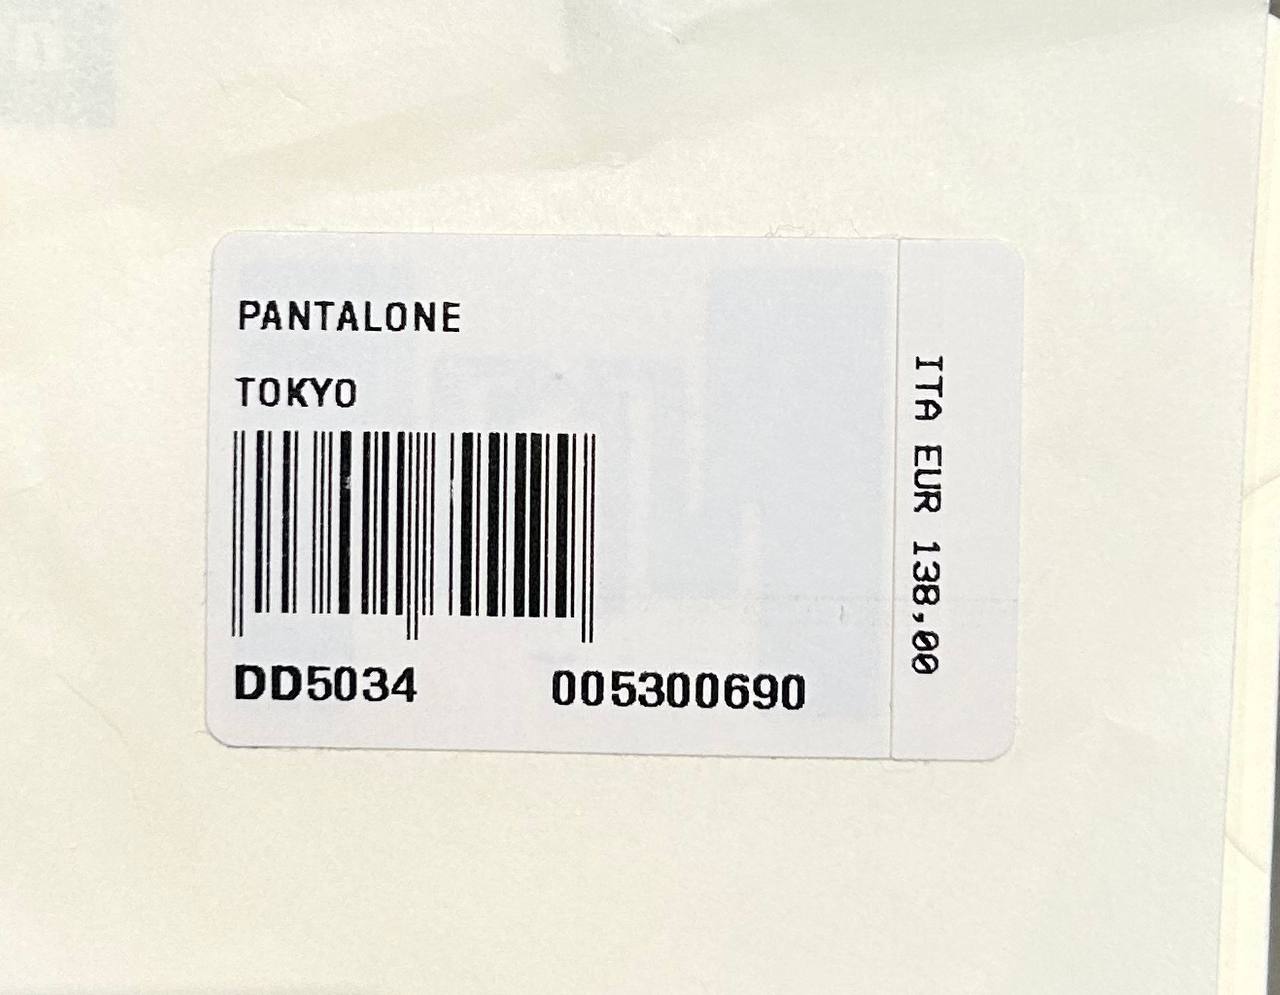 PANTALONE
TOKYO
DD5034 005300690
ITA EUR 138,00